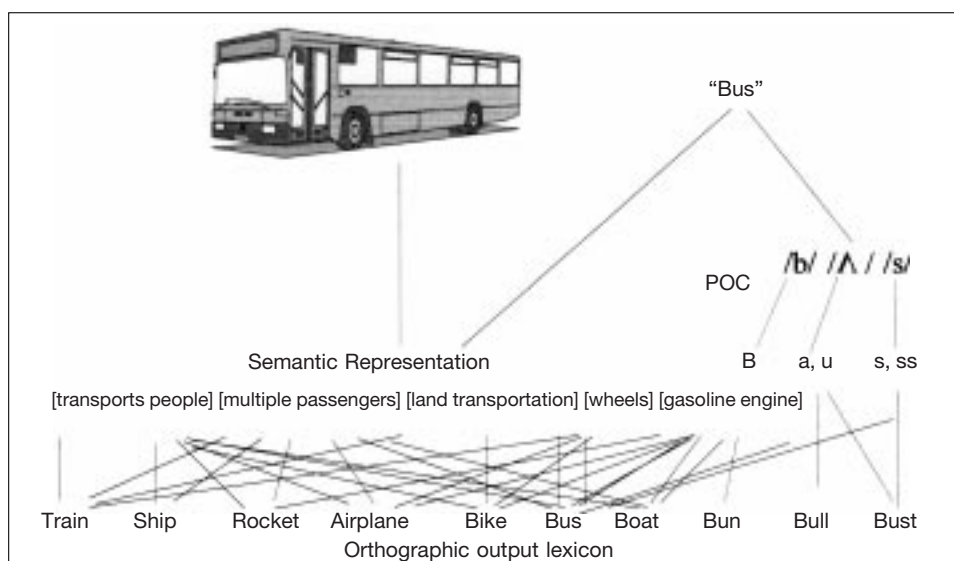 “Bus”
/b/ /ʌ/ /s/
POC
Semantic Representation
B a, u s, ss
[transports people] [multiple passengers] [land transportation] [wheels] [gasoline engine]
Train Ship Rocket Airplane Bike Bus Boat Bun Bull Bust
Orthographic output lexicon